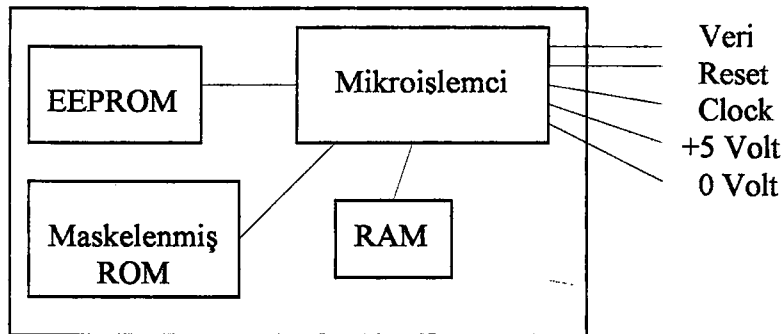 EEPROM
Mikroişlemci
Maskelenmiş
ROM
RAM
Veri
Reset
Clock
+5 Volt
0 Volt